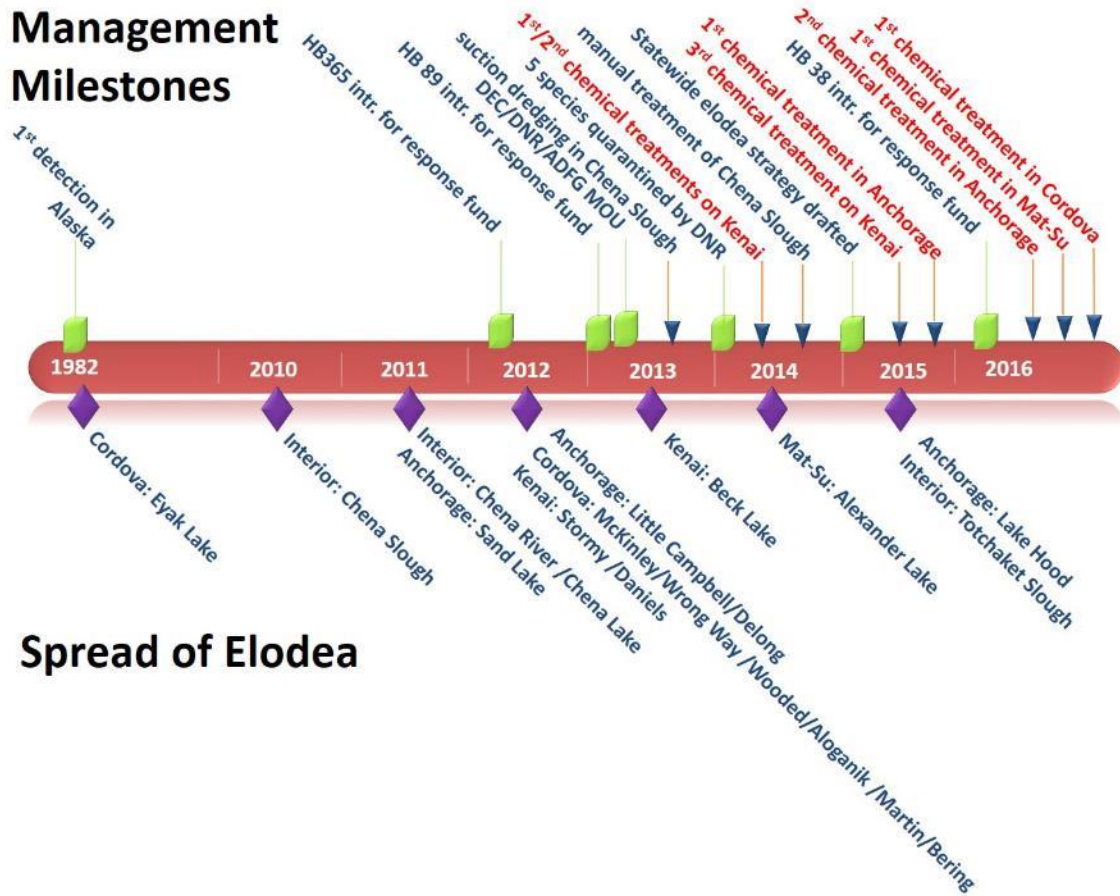 Management
Milestones
1st detection in
Alaska
HB365 intr. for response fund
HB 89 intr. for response fund
DEC/DNR/ADFG MOU
suction dredging in Chena Slough
5 species quarantined by DNR
1st/2nd chemical treatments on Kenai
manual treatment of Chena Slough
Statewide elodea strategy drafted
3rd chemical treatment on Kenai
1st chemical treatment in Anchorage
HB 38 intr. for response fund
2nd chemical treatment in Anchorage
1st chemical treatment in Mat-Su
1st chemical treatment in Cordova
1982
2010
2011
2012
2013
2014
2015
2016
Cordova: Eyak Lake
Interior: Chena Slough
Interior: Chena River /Chena Lake
Anchorage: Sand Lake
Anchorage: Little Campbell/Delong
Cordova: McKinley/Wrong Way /Wooded/Aloganik /Martin/Bering
Kenai: Stormy /Daniels
Kenai: Beck Lake
Mat-Su: Alexander Lake
Anchorage: Lake Hood
Interior: Totchaket Slough
Spread of Elodea